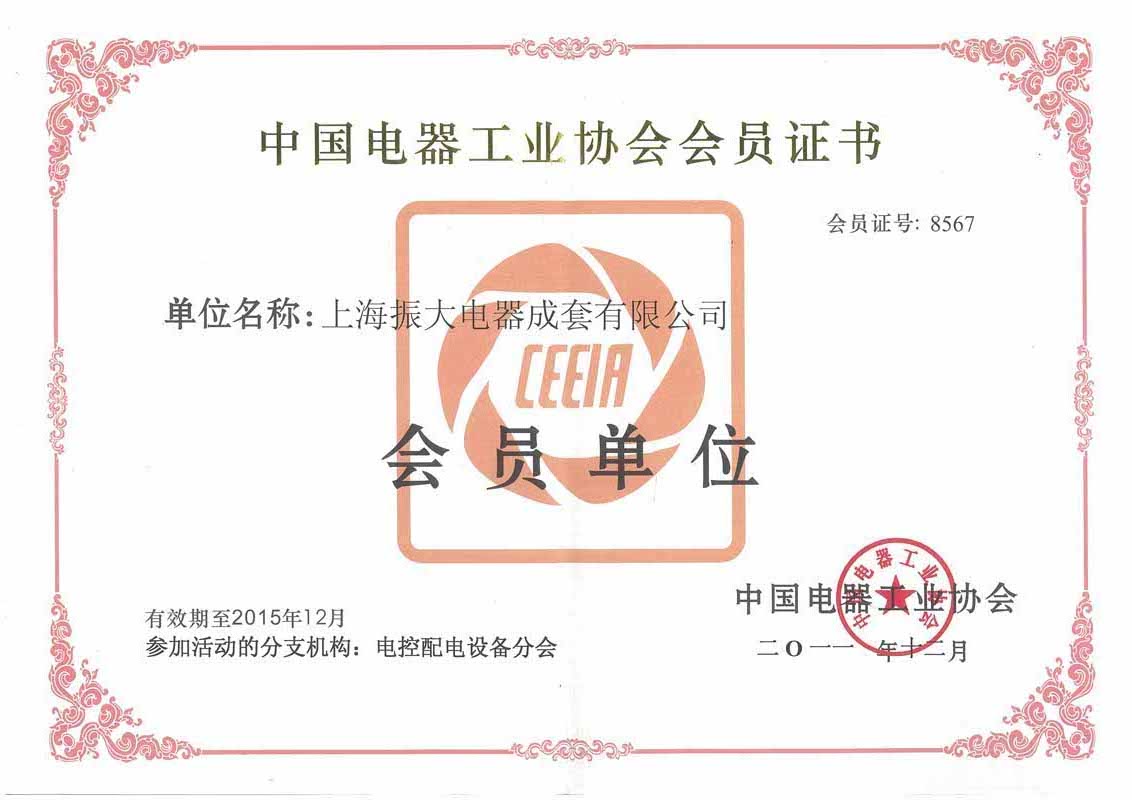 中国电器工业协会会员证书
会员证号: 8567
单位名称: 上海振大电器成套有限公司
CEEIA
会员单位
中国电器工业协会
中国电器工业协会
二O一一 年十二月
有效期至2015年12月
参加活动的分支机构: 电控配电设备分会